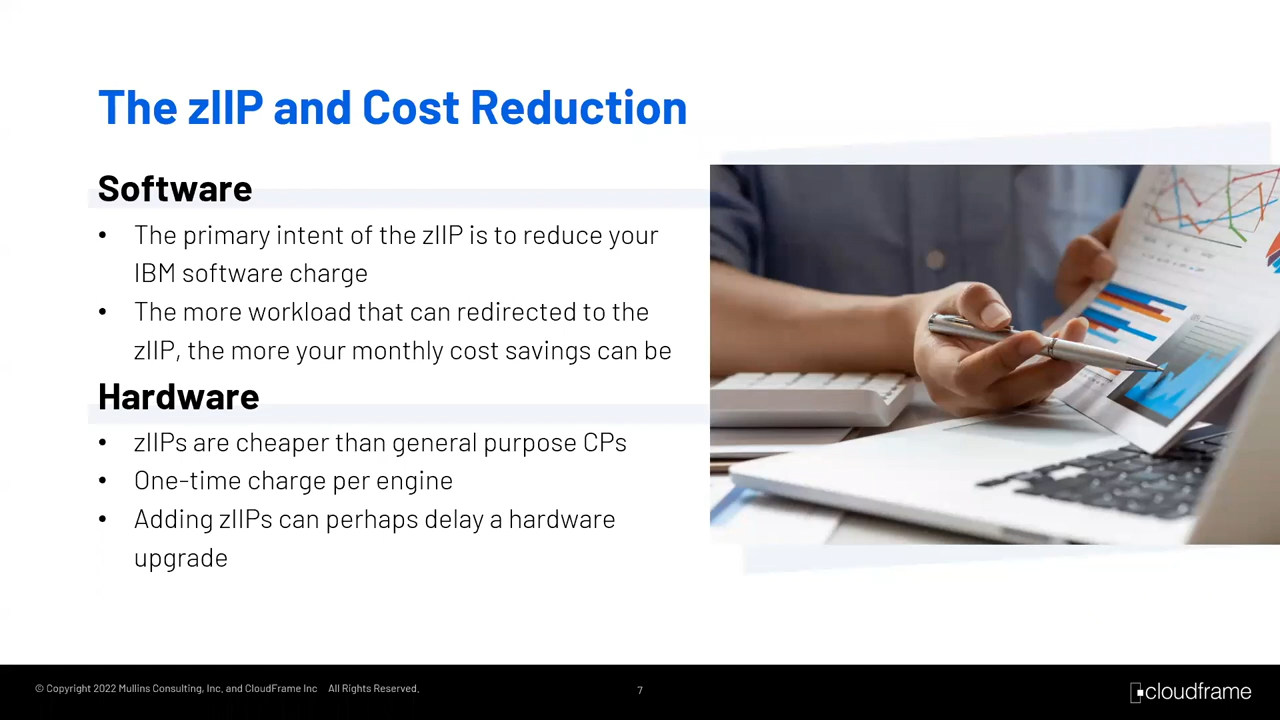 The zIIP and Cost Reduction
Software
• The primary intent of the zIIP is to reduce your
IBM software charge
• The more workload that can redirected to the
zIIP, the more your monthly cost savings can be
Hardware
• zIIPs are cheaper than general purpose CPs
• One-time charge per engine
• Adding zIIPs can perhaps delay a hardware
upgrade
© Copyright 2022 Mullins Consulting, Inc. and CloudFrame Inc All Rights Reserved.
7
cloudframe